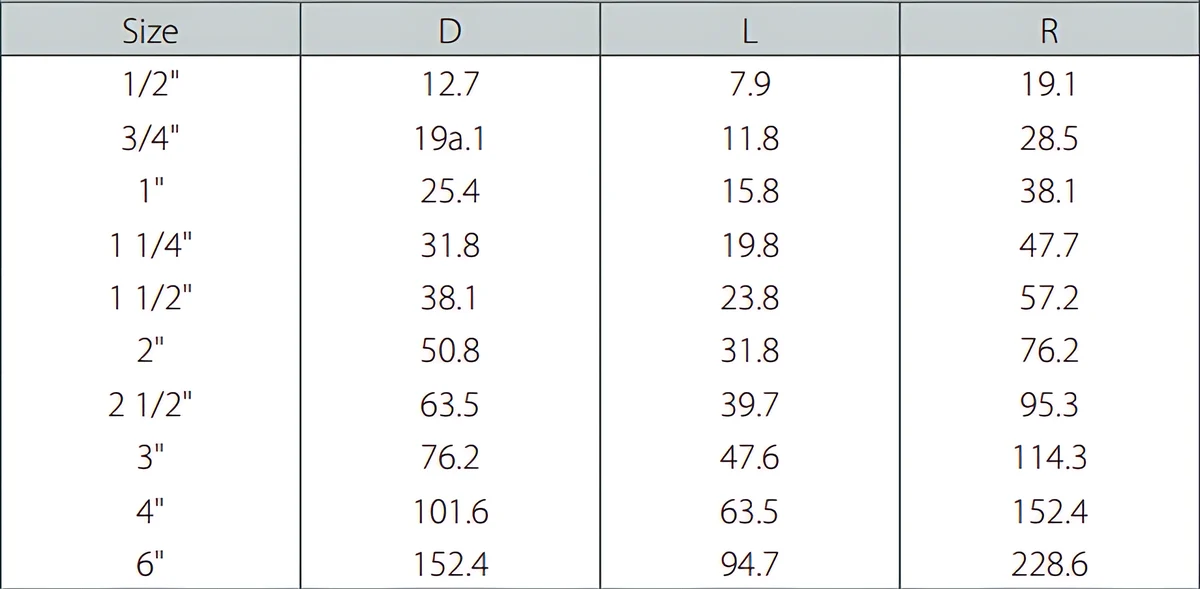 Size D L R
1/2" 12.7 7.9 19.1
3/4" 19a.1 11.8 28.5
1" 25.4 15.8 38.1
1 1/4" 31.8 19.8 47.7
1 1/2" 38.1 23.8 57.2
2" 50.8 31.8 76.2
2 1/2" 63.5 39.7 95.3
3" 76.2 47.6 114.3
4" 101.6 63.5 152.4
6" 152.4 94.7 228.6